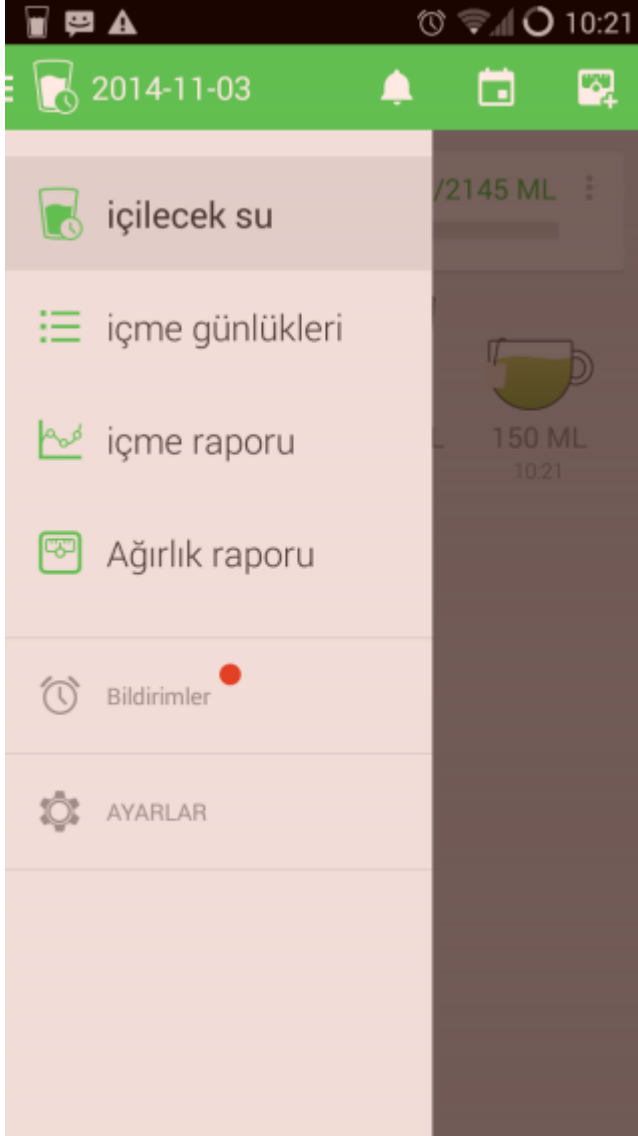 10:21
2014-11-03
/2145 ML
içilecek su
içme günlükleri
içme raporu
150 ML
10:21
Ağırlık raporu
Bildirimler
AYARLAR